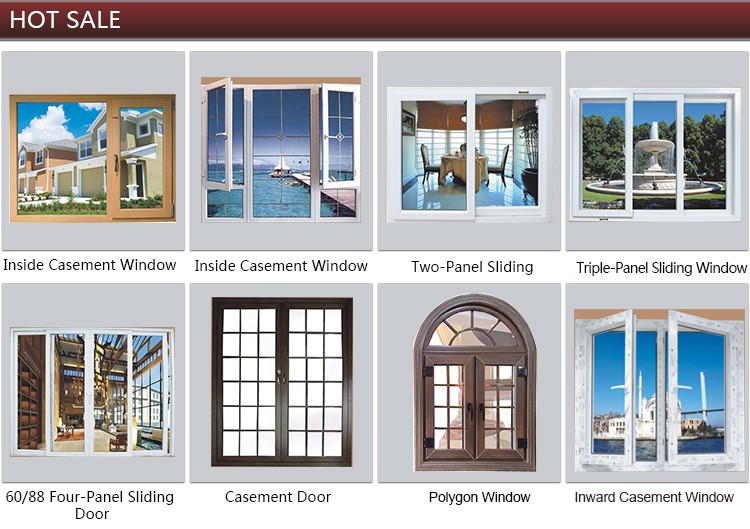 HOT SALE
Inside Casement Window
Inside Casement Window
Two-Panel Sliding
Triple-Panel Sliding Window
60/88 Four-Panel Sliding
Door
Casement Door
Polygon Window
Inward Casement Window